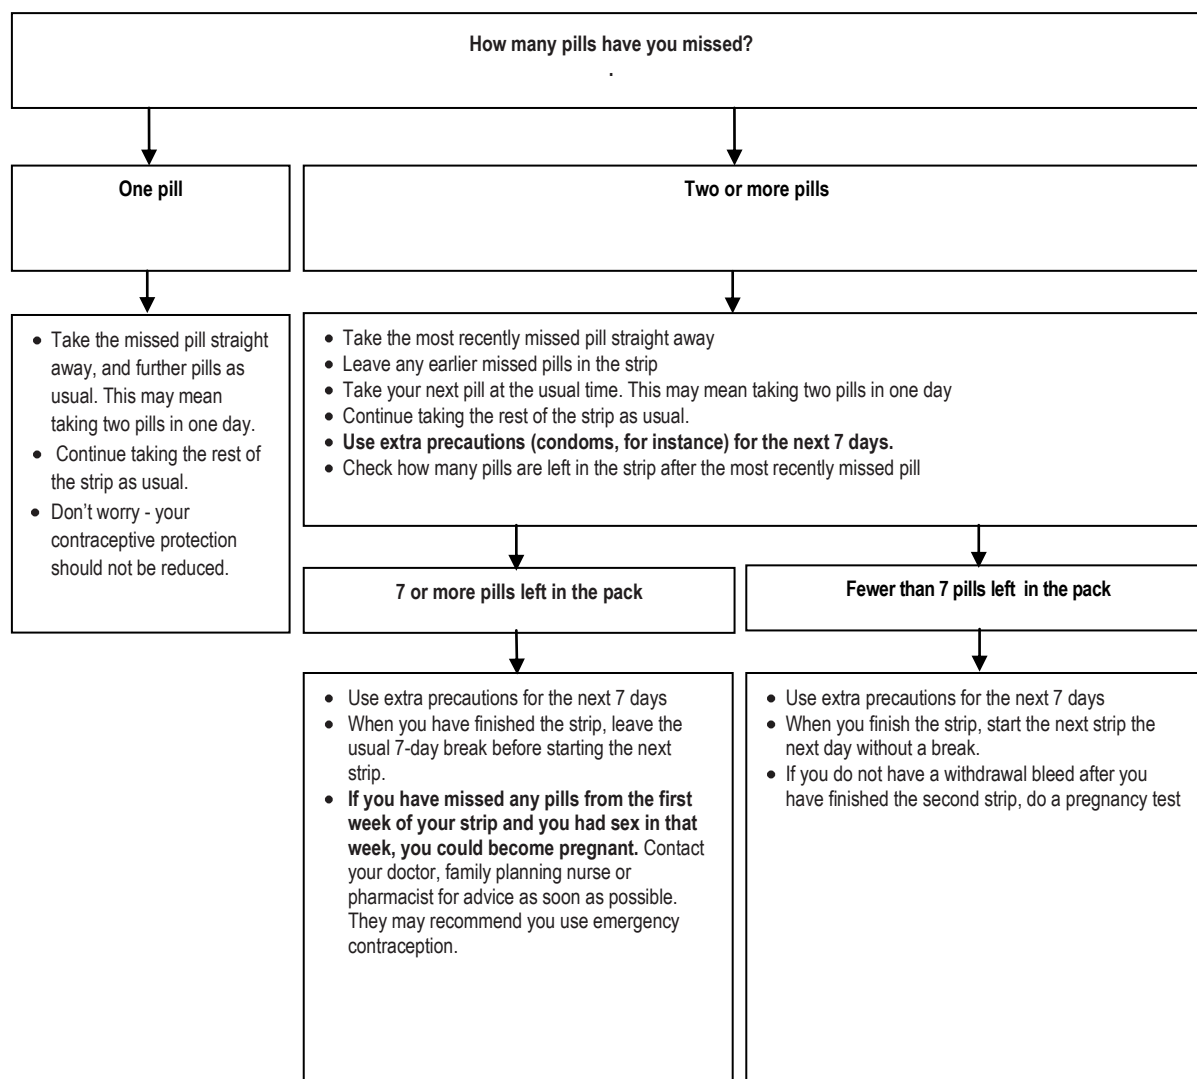 How many pills have you missed?
.
One pill
Two or more pills
• Take the missed pill straight
away, and further pills as
usual. This may mean
taking two pills in one day.
• Continue taking the rest of
the strip as usual.
• Don't worry - your
contraceptive protection
should not be reduced.
• Take the most recently missed pill straight away
• Leave any earlier missed pills in the strip
• Take your next pill at the usual time. This may mean taking two pills in one day
• Continue taking the rest of the strip as usual.
• Use extra precautions (condoms, for instance) for the next 7 days.
• Check how many pills are left in the strip after the most recently missed pill
7 or more pills left in the pack
Fewer than 7 pills left in the pack
• Use extra precautions for the next 7 days
• When you have finished the strip, leave the
usual 7-day break before starting the next
strip.
• If you have missed any pills from the first
week of your strip and you had sex in that
week, you could become pregnant. Contact
your doctor, family planning nurse or
pharmacist for advice as soon as possible.
They may recommend you use emergency
contraception.
• Use extra precautions for the next 7 days
• When you finish the strip, start the next strip the
next day without a break.
• If you do not have a withdrawal bleed after you
have finished the second strip, do a pregnancy test